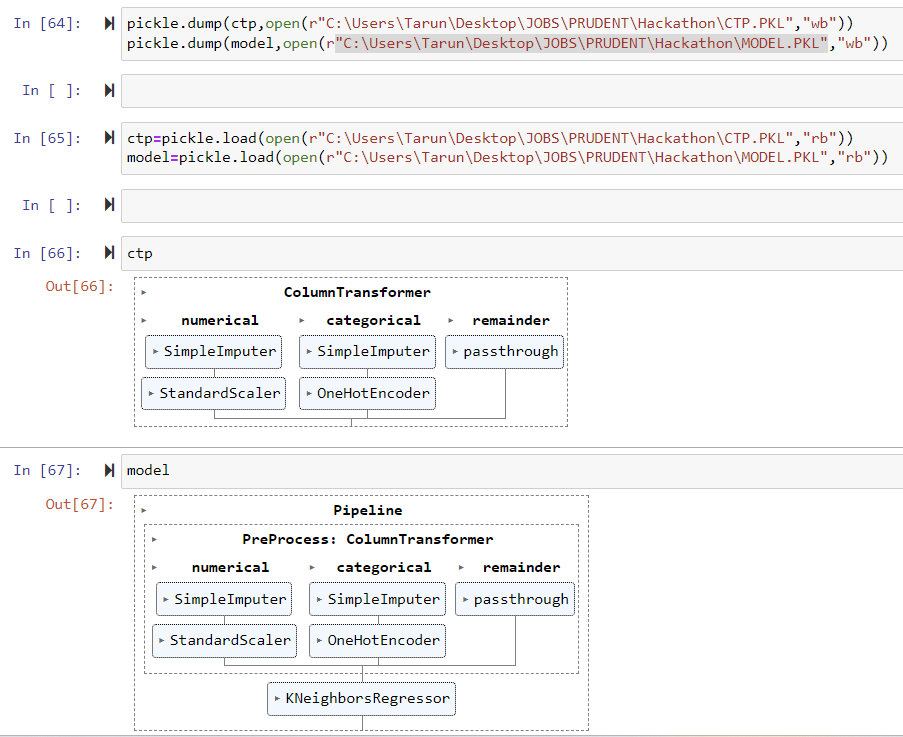 In [64]: pickle.dump(ctp,open(r"C:\Users\Tarun\Desktop\JOBS\PRUDENT\Hackathon\CTP.PKL","wb"))
pickle.dump(model,open(r"C:\Users\Tarun\Desktop\JOBS\PRUDENT\Hackathon\MODEL.PKL","wb"))
In [ ]:
In [65]: ctp=pickle.load(open(r"C:\Users\Tarun\Desktop\JOBS\PRUDENT\Hackathon\CTP.PKL","rb"))
model=pickle.load(open(r"C:\Users\Tarun\Desktop\JOBS\PRUDENT\Hackathon\MODEL.PKL","rb"))
In [ ]:
In [66]: ctp
Out[66]:
ColumnTransformer
numerical categorical remainder
SimpleImputer SimpleImputer passthrough
StandardScaler OneHotEncoder
In [67]: model
Out[67]:
Pipeline
PreProcess: ColumnTransformer
numerical categorical remainder
SimpleImputer SimpleImputer passthrough
StandardScaler OneHotEncoder
KNeighborsRegressor